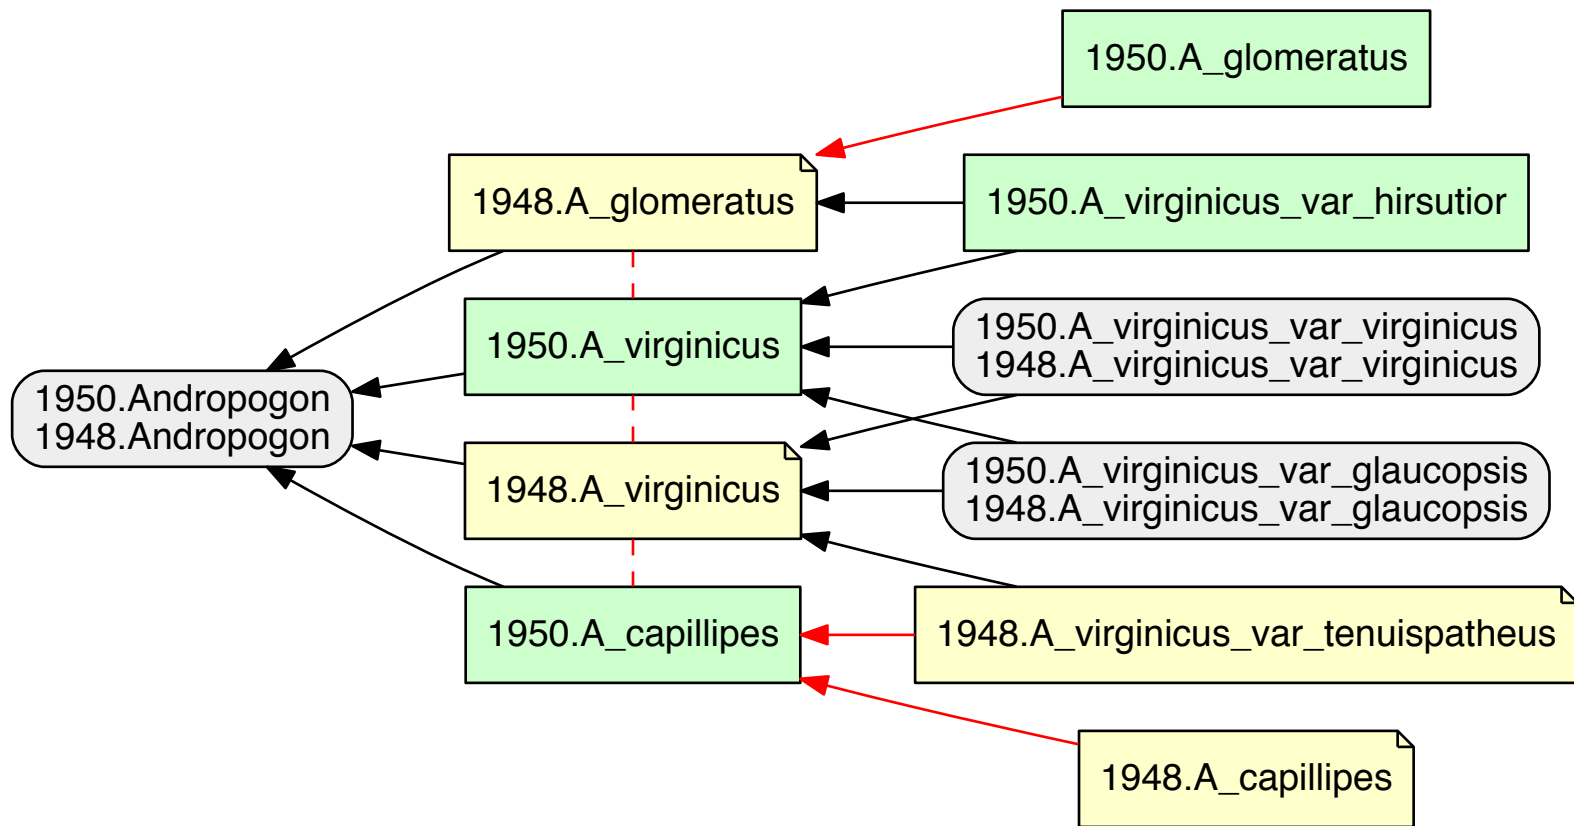 1950.A_glomeratus
1948.A_glomeratus
1950.A_virginicus_var_hirsutior
1950.A_virginicus
1950.A_virginicus_var_virginicus
1948.A_virginicus_var_virginicus
1950.Andropogon
1948.Andropogon
1948.A_virginicus
1950.A_virginicus_var_glaucopsis
1948.A_virginicus_var_glaucopsis
1950.A_capillipes
1948.A_virginicus_var_tenuispatheus
1948.A_capillipes